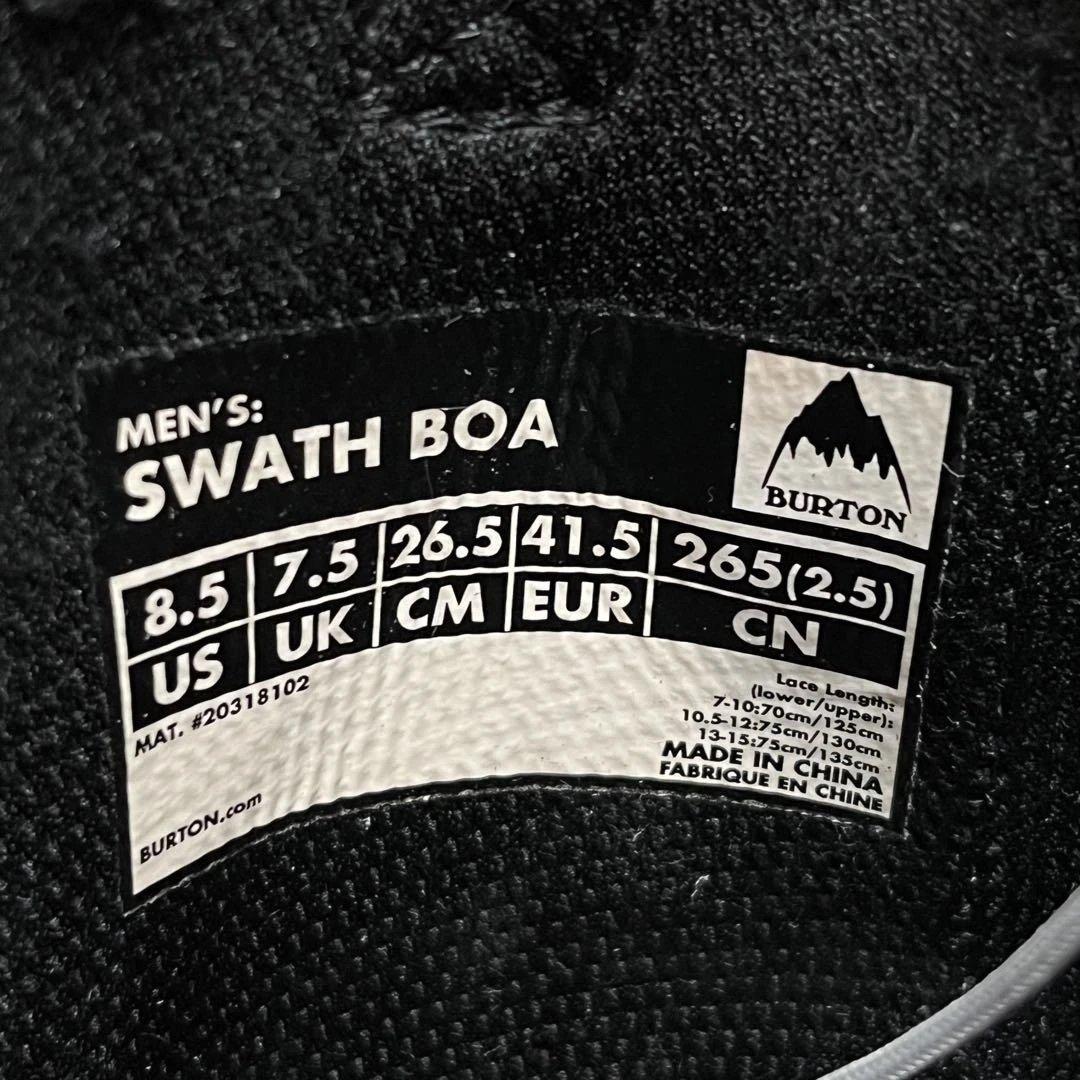 MEN'S:
SWATH BOA
BURTON
8.5 7.5 26.5 41.5 265(2.5)
US UK CM EUR CN
MAT. #20318102
Lace Length:
(lower/upper):
7-10:70cm/125cm
10.5-12:75cm/130cm
13-15:75cm/135cm
MADE IN CHINA
FABRIQUE EN CHINE
BURTON.com